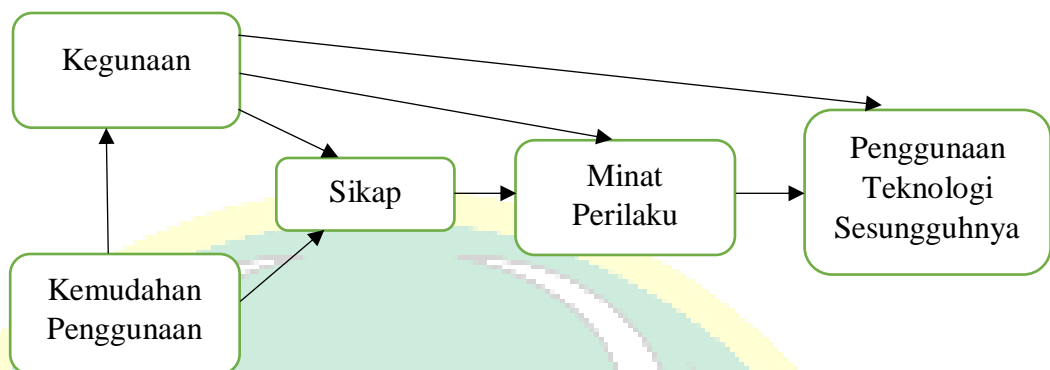 Kegunaan
Sikap
Minat
Perilaku
Penggunaan
Teknologi
Sesungguhnya
Kemudahan
Penggunaan